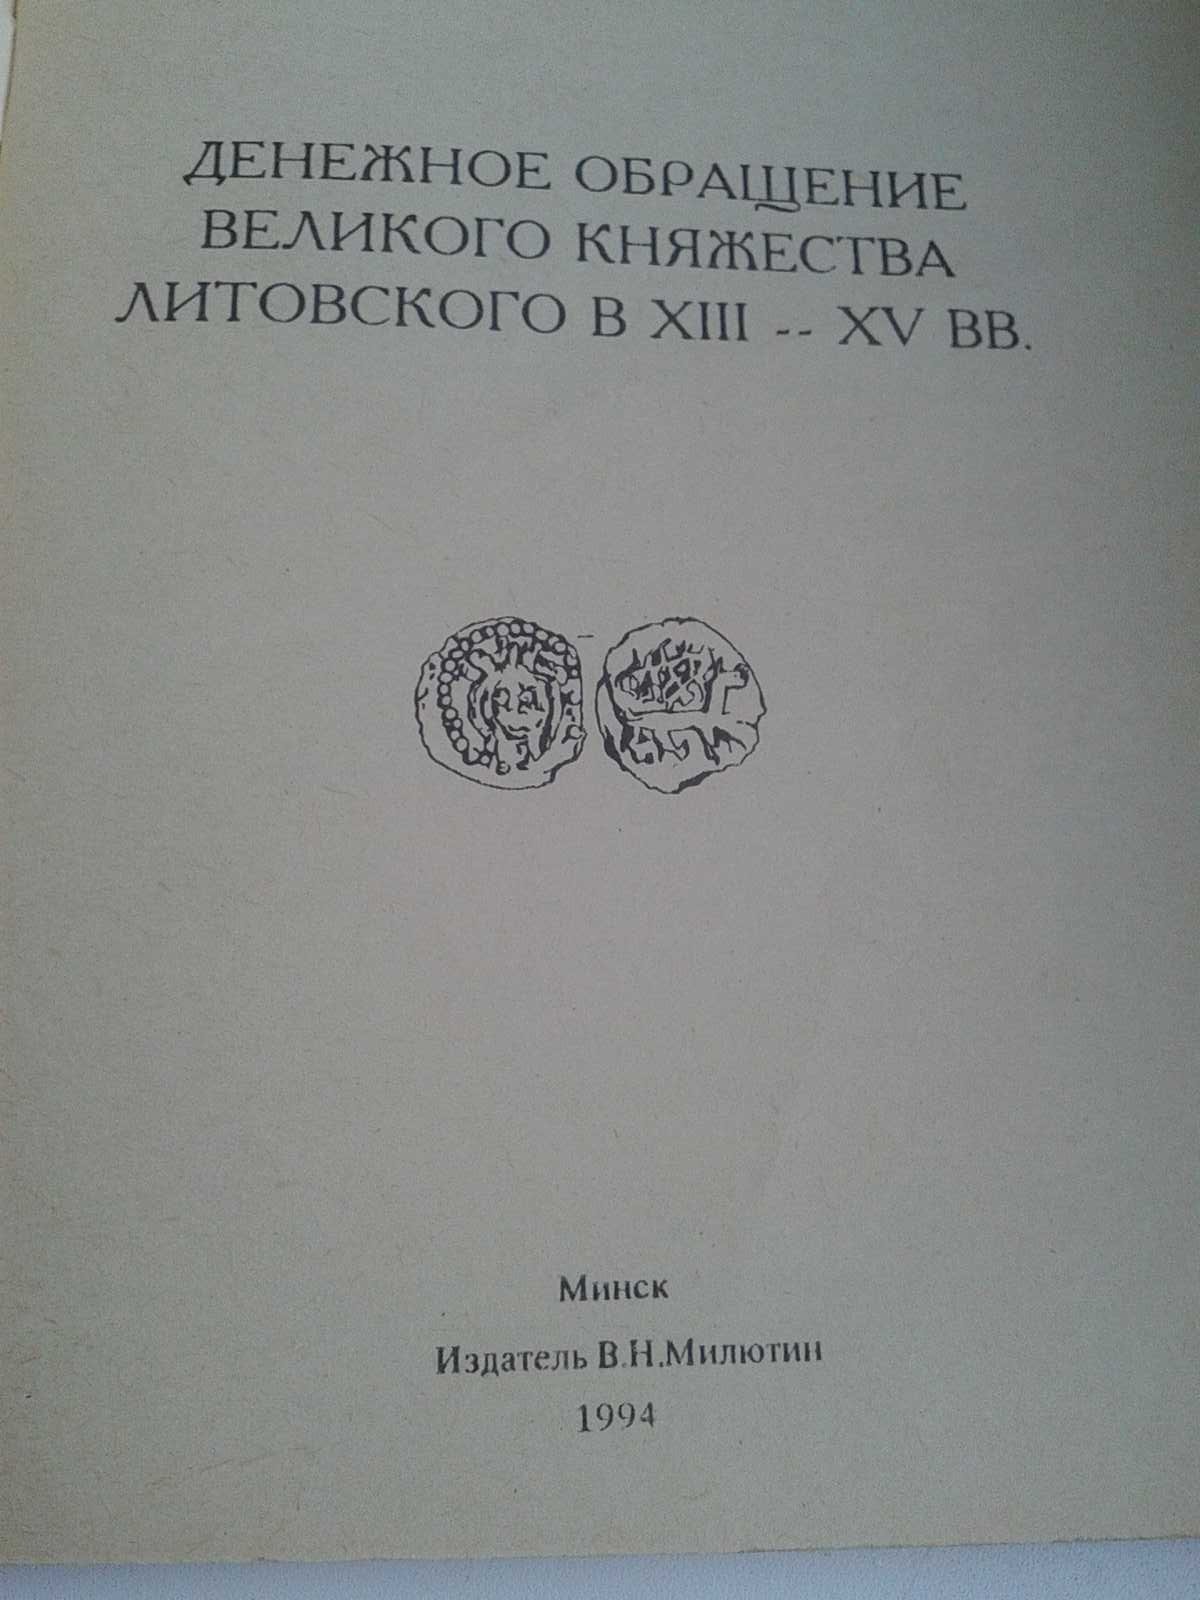 ДЕНЕЖНОЕ ОБРАЩЕНИЕ
ВЕЛИКОГО КНЯЖЕСТВА
ЛИТОВСКОГО В XIII -- XV ВВ.
Минск
Издатель В.Н.Милютин
1994